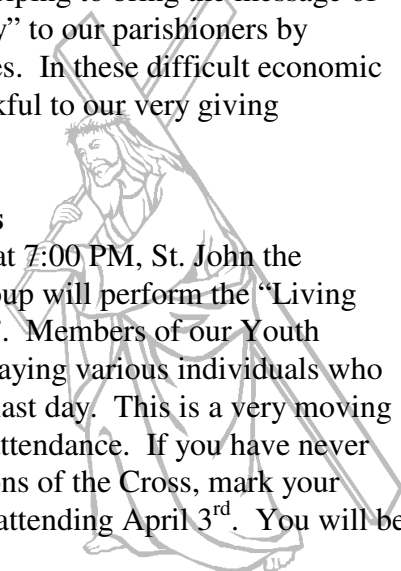 elping to bring the message of
y” to our parishioners by
es. In these difficult economic
kful to our very giving
s
at 7:00 PM, St. John the
oup will perform the “Living
”. Members of our Youth
aying various individuals who
last day. This is a very moving
attendance. If you have never
ons of the Cross, mark your
attending April 3rd. You will be